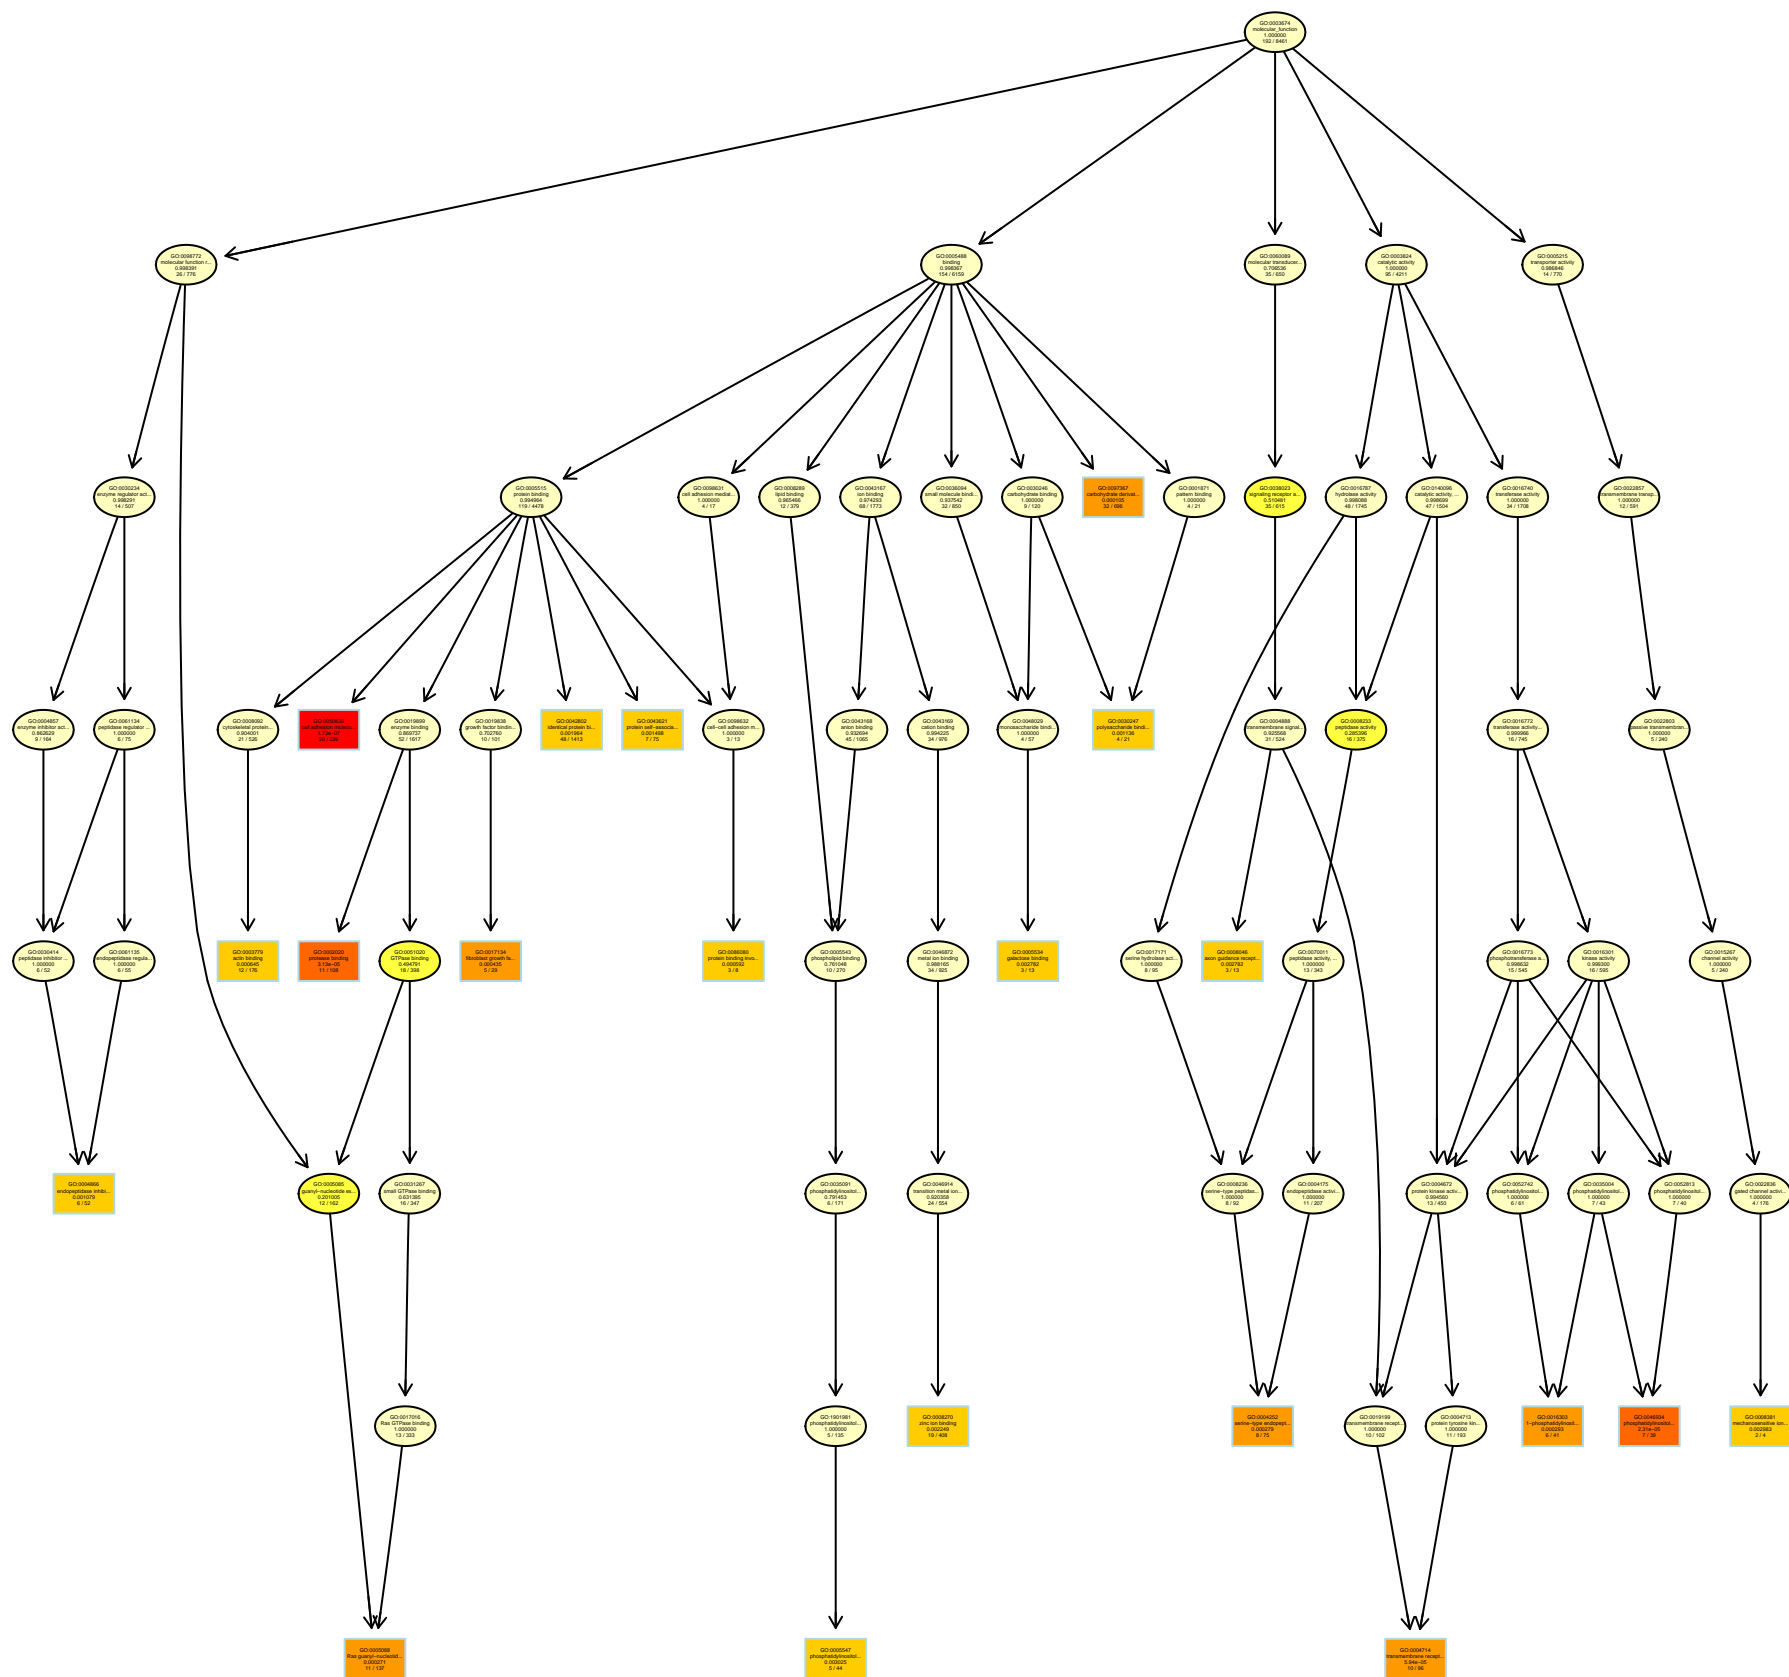 GO:0003674
molecular_function
1.000000
192 / 8461
GO:0098772
molecular function r...
0.998391
26 / 776
GO:0005488
binding
0.998367
154 / 6159
GO:0060089
molecular transducer...
0.706536
35 / 650
GO:0003824
catalytic activity
1.000000
95 / 4211
GO:0005215
transporter activity
0.986846
14 / 770
GO:0030234
enzyme regulator act...
0.998291
14 / 507
GO:0005515
protein binding
0.994964
119 / 4478
GO:0098631
cell adhesion mediat...
1.000000
4 / 17
GO:0008289
lipid binding
0.965466
12 / 379
GO:0043167
ion binding
0.974293
68 / 1773
GO:0036094
small molecule bindi...
0.937542
32 / 850
GO:0030246
carbohydrate binding
1.000000
9 / 120
GO:0097367
carbohydrate derivat...
0.000105
32 / 698
GO:0001871
pattern binding
1.000000
4 / 21
GO:0038023
signaling receptor a...
0.510481
35 / 615
GO:0016787
hydrolase activity
0.998088
48 / 1745
GO:0140096
catalytic activity, ...
0.998699
47 / 1504
GO:0016740
transferase activity
1.000000
34 / 1708
GO:0022857
transmembrane transp...
1.000000
12 / 591
GO:0004857
enzyme inhibitor act...
0.862629
9 / 164
GO:0061134
peptidase regulator ...
1.000000
6 / 75
GO:0008092
cytoskeletal protein...
0.904001
21 / 526
cell adhesion molecu...
GO:0019899
enzyme binding
0.869737
52 / 1617
GO:0019838
growth factor bindin...
0.702760
10 / 101
GO:0042802
identical protein bi...
0.001964
48 / 1413
GO:0043621
protein self-associa...
0.001498
7 / 75
GO:0098632
cell-cell adhesion m...
1.000000
3 / 13
GO:0043168
anion binding
0.932694
45 / 1065
GO:0043169
cation binding
0.994225
34 / 976
GO:0048029
monosaccharide bindi...
1.000000
4 / 57
GO:0030247
polysaccharide bindi...
0.001136
4 / 21
GO:0004888
transmembrane signal...
0.925568
31 / 524
GO:0008233
peptidase activity
0.285396
16 / 375
GO:0016772
transferase activity...
0.999966
16 / 745
GO:0022803
passive transmembran...
1.000000
5 / 240
GO:0030414
peptidase inhibitor ...
1.000000
6 / 52
GO:0061135
endopeptidase regula...
1.000000
6 / 55
GO:0003779
actin binding
0.000645
12 / 176
GO:0002020
protease binding
3.13e-05
11 / 108
GO:0051020
GTPase binding
0.494791
18 / 398
GO:0017134
fibroblast growth fa...
0.000435
5 / 29
GO:0086080
protein binding invo...
0.000592
3 / 8
GO:0005543
phospholipid binding
0.761048
10 / 270
GO:0046872
metal ion binding
0.988165
34 / 925
GO:0005534
galactose binding
0.002782
3 / 13
GO:0017171
serine hydrolase act...
1.000000
8 / 95
GO:0008046
axon guidance recept...
0.002782
3 / 13
GO:0070011
peptidase activity, ...
1.000000
13 / 343
GO:0016773
phosphotransferase a...
0.998632
15 / 545
GO:0016301
kinase activity
0.999300
16 / 595
GO:0015267
channel activity
1.000000
5 / 240
GO:0004866
endopeptidase inhibi...
0.001079
6 / 52
GO:0005085
guanyl-nucleotide ex...
0.201005
12 / 162
GO:0031267
small GTPase binding
0.631385
16 / 347
GO:0035091
phosphatidylinositol...
0.791453
6 / 171
GO:0046914
transition metal ion...
0.920358
24 / 554
GO:0008236
serine-type peptidas...
1.000000
8 / 92
GO:0004175
endopeptidase activi...
1.000000
11 / 207
GO:0004672
protein kinase activ...
0.994560
13 / 450
GO:0052742
phosphatidylinositol...
1.000000
6 / 61
GO:0035004
phosphatidylinositol...
1.000000
7 / 43
GO:0052813
phosphatidylinositol...
1.000000
7 / 40
GO:0022836
gated channel activi...
1.000000
4 / 176
GO:0017016
Ras GTPase binding
1.000000
13 / 333
GO:1901981
phosphatidylinositol...
1.000000
5 / 135
GO:0008270
zinc ion binding
0.002249
19 / 408
GO:0004252
serine-type endopept...
0.000279
8 / 75
GO:0019199
transmembrane recept...
1.000000
10 / 102
GO:0004713
protein tyrosine kin...
1.000000
11 / 193
GO:0016303
1-phosphatidylinosit...
0.000293
6 / 41
GO:0046934
phosphatidylinositol...
2.31e-05
7 / 39
GO:0008381
mechanosensitive ion...
0.002983
2 / 4
GO:0005088
Ras guanyl-nucleotid...
0.000271
11 / 137
GO:0005547
phosphatidylinositol...
0.003025
5 / 44
GO:0004714
transmembrane recept...
5.84e-05
10 / 96